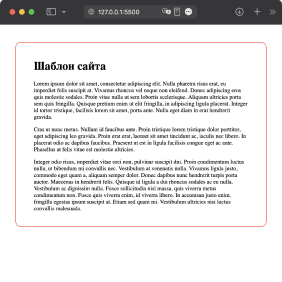 127.0.0.1:5500
Шаблон сайта
Lorem ipsum dolor sit amet, consectetur adipiscing elit. Nulla pharetra risus erat, eu
imperdiet felis suscipit at. Vivamus rhoncus vel neque non eleifend. Donec adipiscing eros
quis molestie sodales. Proin vitae nulla ut sem lobortis scelerisque. Aliquam ultricies porta
sem quis fringilla. Quisque pretium enim ut elit fringilla, in adipiscing ligula placerat. Integer
id tortor tristique, facilisis lorem sit amet, porta ante. Nulla eget diam in erat hendrerit
gravida.
Cras at nunc metus. Nullam id faucibus ante. Proin tristique lorem tristique dolor porttitor,
eget adipiscing leo gravida. Proin erat erat, laoreet sit amet tincidunt ac, iaculis nec libero. In
placerat odio ac dapibus faucibus. Praesent ut est in ligula facilisis congue eget ac ante.
Phasellus at felis vitae est molestie ultricies.
Integer odio risus, imperdiet vitae orci non, pulvinar suscipit dui. Proin condimentum luctus
nulla, ut bibendum mi convallis nec. Vestibulum at venenatis nulla. Vivamus ligula justo,
commodo eget quam a, aliquam semper dolor. Donec dapibus nunc hendrerit turpis porta
auctor. Maecenas in hendrerit felis. Quisque id ligula a dui rhoncus sodales ac eu nulla.
Vestibulum ac dignissim nulla. Fusce sollicitudin nisl massa, quis viverra metus
condimentum non. Fusce quis viverra enim, id viverra libero. In accumsan justo enim,
fringilla egestas ipsum suscipit at. Etiam sed quam mi. Vestibulum ultricies nisi luctus
convallis malesuada.